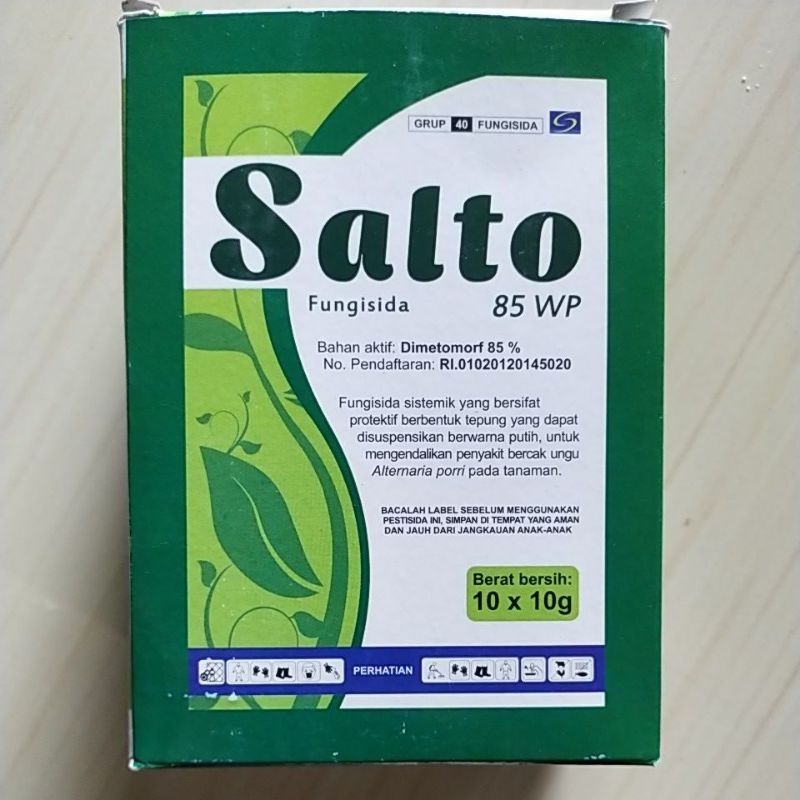 GRUP 40 FUNGISIDA
Salto
Fungisida 85 WP
Bahan aktif: Dimetomorf 85 %
No. Pendaftaran: RI.01020120145020
Fungisida sistemik yang bersifat
protektif berbentuk tepung yang dapat
disuspensikan berwarna putih, untuk
mengendalikan penyakit bercak ungu
Alternaria porri pada tanaman.
BACALAH LABEL SEBELUM MENGGUNAKAN
PESTISIDA INI, SIMPAN DI TEMPAT YANG AMAN
DAN JAUH DARI JANGKAUAN ANAK-ANAK
Berat bersih:
10 x 10g
PERHATIAN